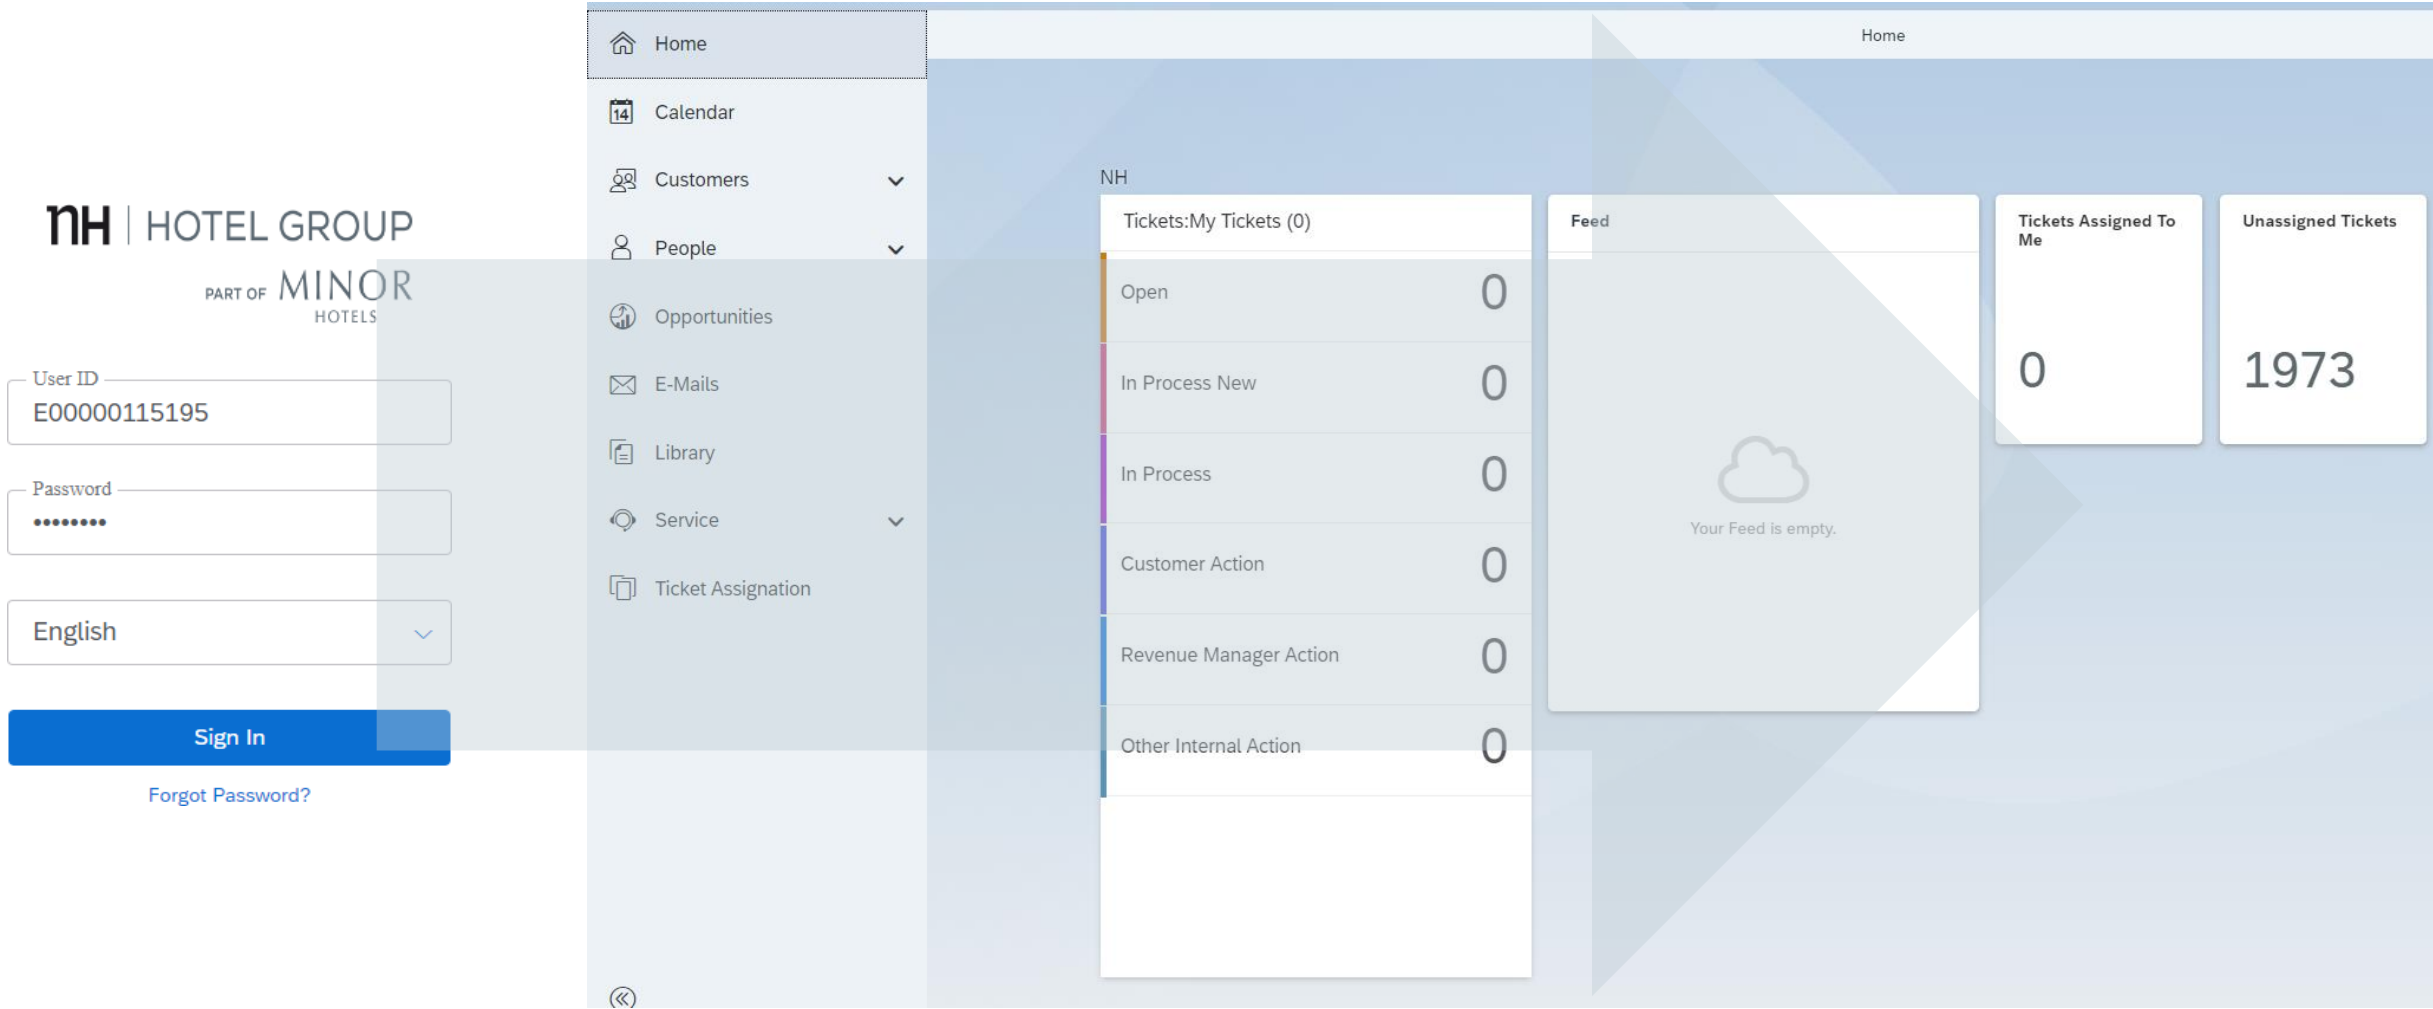 nH | HOTEL GROUP
PART OF MINOR
HOTELS
User ID
E00000115195
Password
••••••••
English
Sign In
Forgot Password?
Home
14 Calendar
Customers
People
Opportunities
E-Mails
Library
Service
Ticket Assignation
Home
NH
Tickets:My Tickets (0)
Open 0
In Process New 0
In Process 0
Customer Action 0
Revenue Manager Action 0
Other Internal Action 0
Feed
Your Feed is empty.
Tickets Assigned To
Me
0
Unassigned Tickets
1973